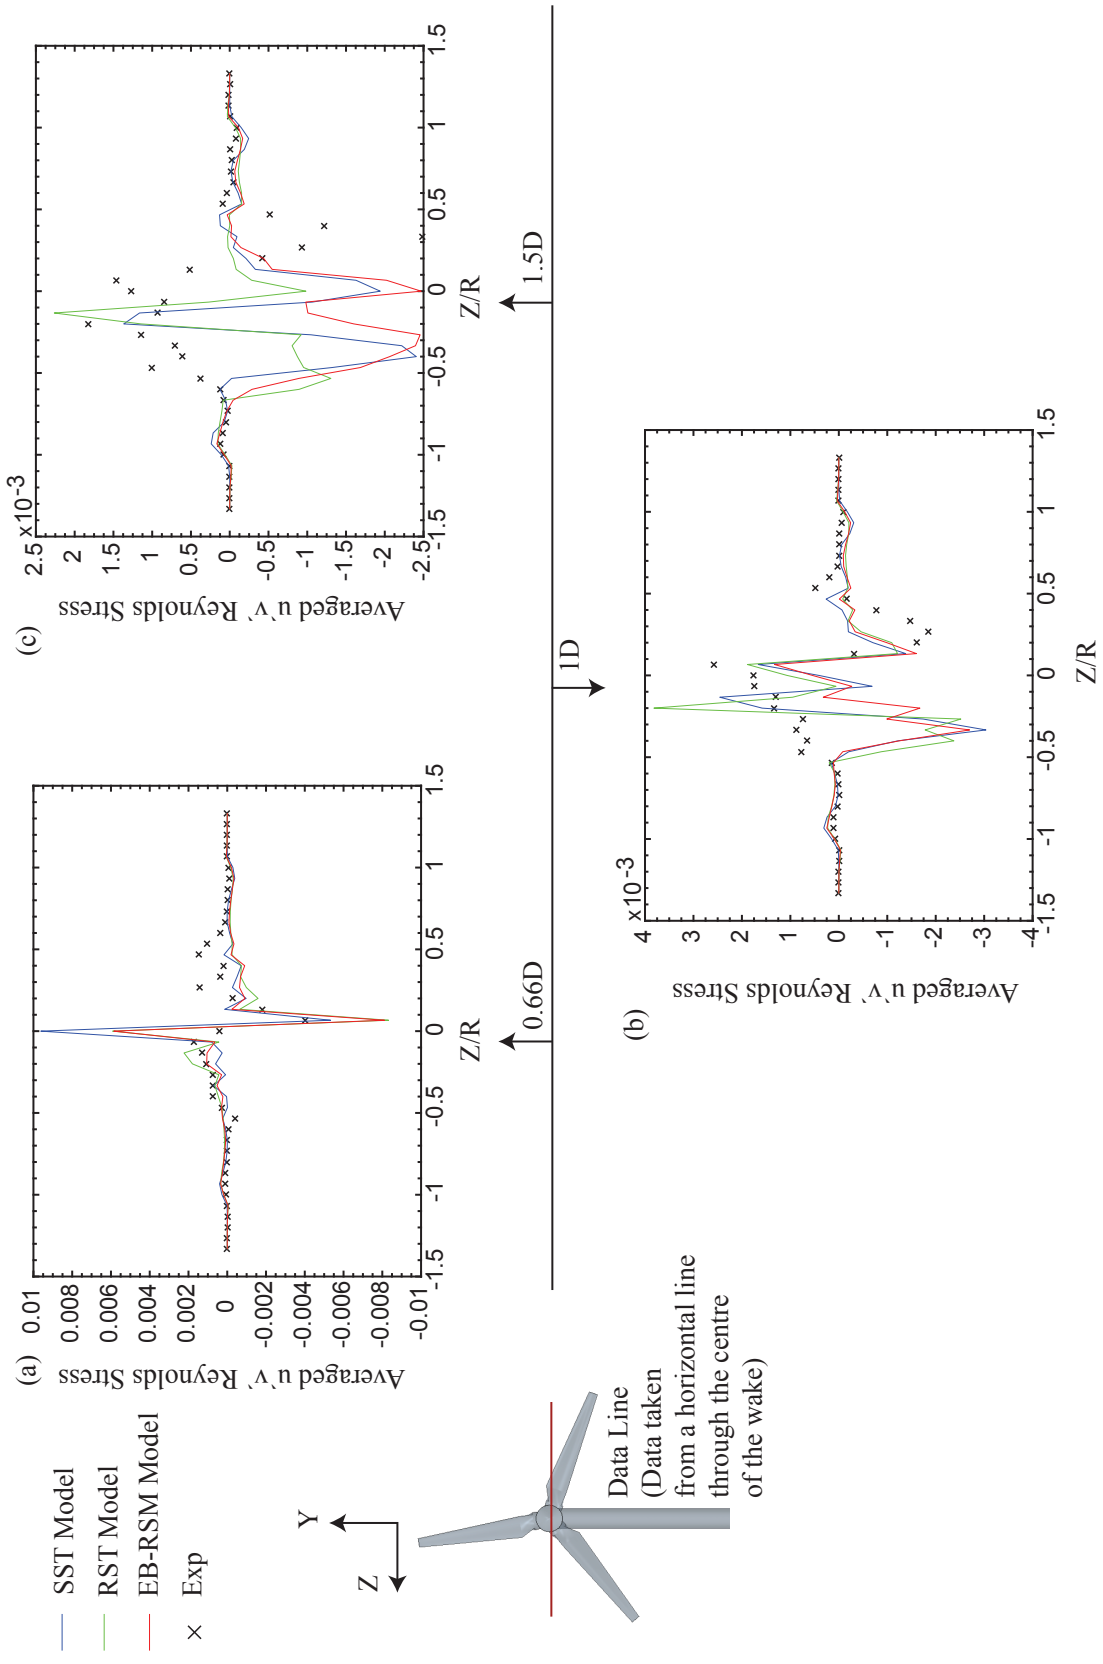 SST Model
RST Model
EB-RSM Model
Exp
Y
Z
Data Line
(Data taken
from a horizontal line
through the centre
of the wake)
(a)
Averaged u`v` Reynolds Stress
0.01
0.008
0.006
0.004
0.002
0
-0.002
-0.004
-0.006
-0.008
-0.01
-1.5 -1 -0.5 0 0.5 1 1.5
Z/R
0.66D
1D
1.5D
(b)
Averaged u`v` Reynolds Stress
x10-3
4
3
2
1
0
-1
-2
-3
-4
-1.5 -1 -0.5 0 0.5 1 1.5
Z/R
(c)
Averaged u`v` Reynolds Stress
x10-3
2.5
2
1.5
1
0.5
0
-0.5
-1
-1.5
-2
-2.5
-1.5 -1 -0.5 0 0.5 1 1.5
Z/R